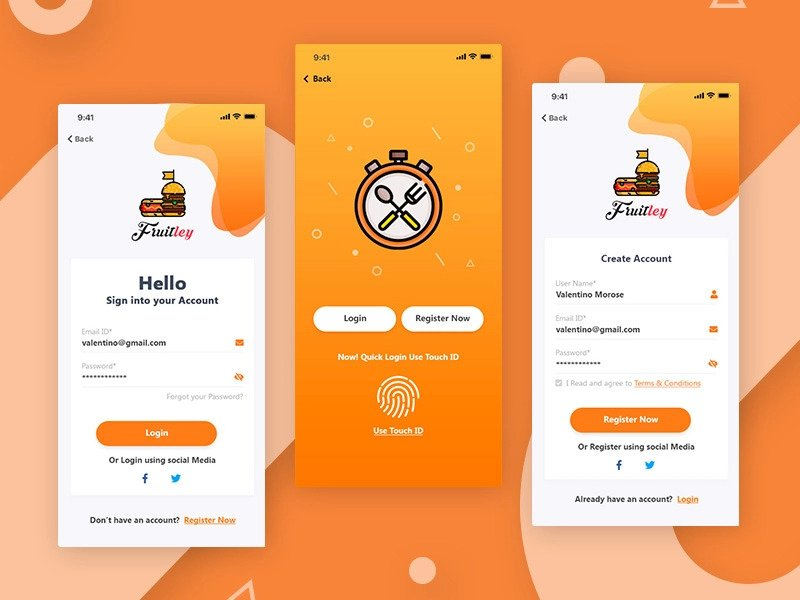 9:41
Back
Fruitley
Hello
Sign into your Account
Email ID*
valentino@gmail.com
Password*
************
Forgot your Password?
Login
Or Login using social Media
Don't have an account? Register Now
9:41
Back
Login
Register Now
Now! Quick Login Use Touch ID
Use Touch ID
9:41
Back
Fruitley
Create Account
User Name*
Valentino Morose
Email ID*
valentino@gmail.com
Password*
************
I Read and agree to Terms & Conditions
Register Now
Or Register using social Media
Already have an account? Login